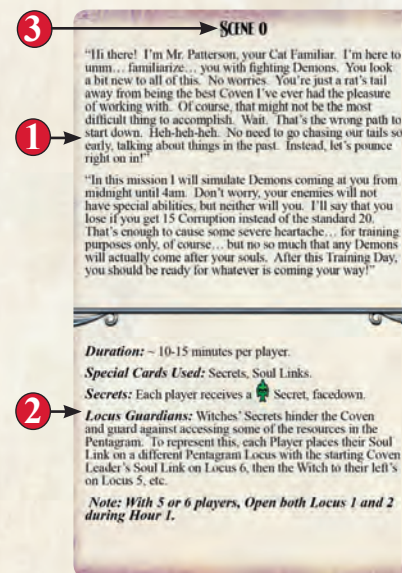 3
SCENE 0
"Hi there! I'm Mr. Patterson, your Cat Familiar. I'm here to
umm… familiarize… you with fighting Demons. You look
a bit new to all of this. No worries. You're just a rat's tail
away from being the best Coven I've ever had the pleasure
of working with. Of course, that might not be the most
difficult thing to accomplish. Wait. That's the wrong path to
1
start down. Heh-heh-heh. No need to go chasing our tails so
early, talking about things in the past. Instead, let's pounce
right on in!"
"In this mission I will simulate Demons coming at you from
midnight until 4am. Don't worry, your enemies will not
have special abilities, but neither will you. I'll say that you
lose if you get 15 Corruption instead of the standard 20.
That's enough to cause some severe heartache… for training
purposes only, of course… but no so much that any Demons
will actually come after your souls. After this Training Day,
you should be ready for whatever is coming your way!"
Duration: ~ 10-15 minutes per player.
Special Cards Used: Secrets, Soul Links.
Secrets: Each player receives a Secret, facedown.
2
Locus Guardians: Witches' Secrets hinder the Coven
and guard against accessing some of the resources in the
Pentagram. To represent this, each Player places their Soul
Link on a different Pentagram Locus with the starting Coven
Leader's Soul Link on Locus 6, then the Witch to their left's
on Locus 5, etc.
Note: With 5 or 6 players, Open both Locus 1 and 2
during Hour 1.